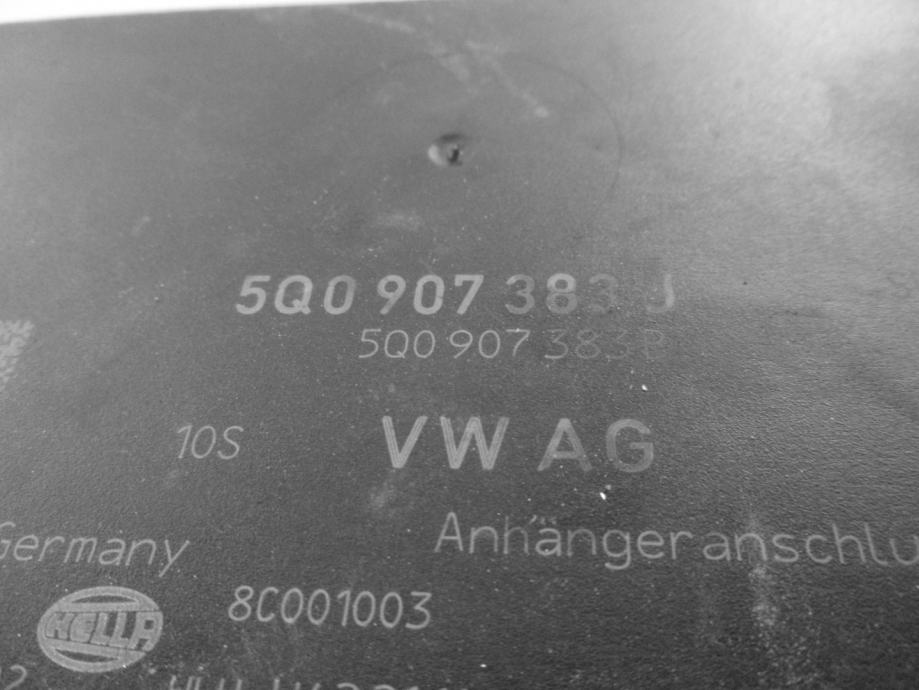 5Q0 907 383 J
5Q0 907 383 B
10S VW AG
Germany Anhängeranschlu
HELLA 8C001003